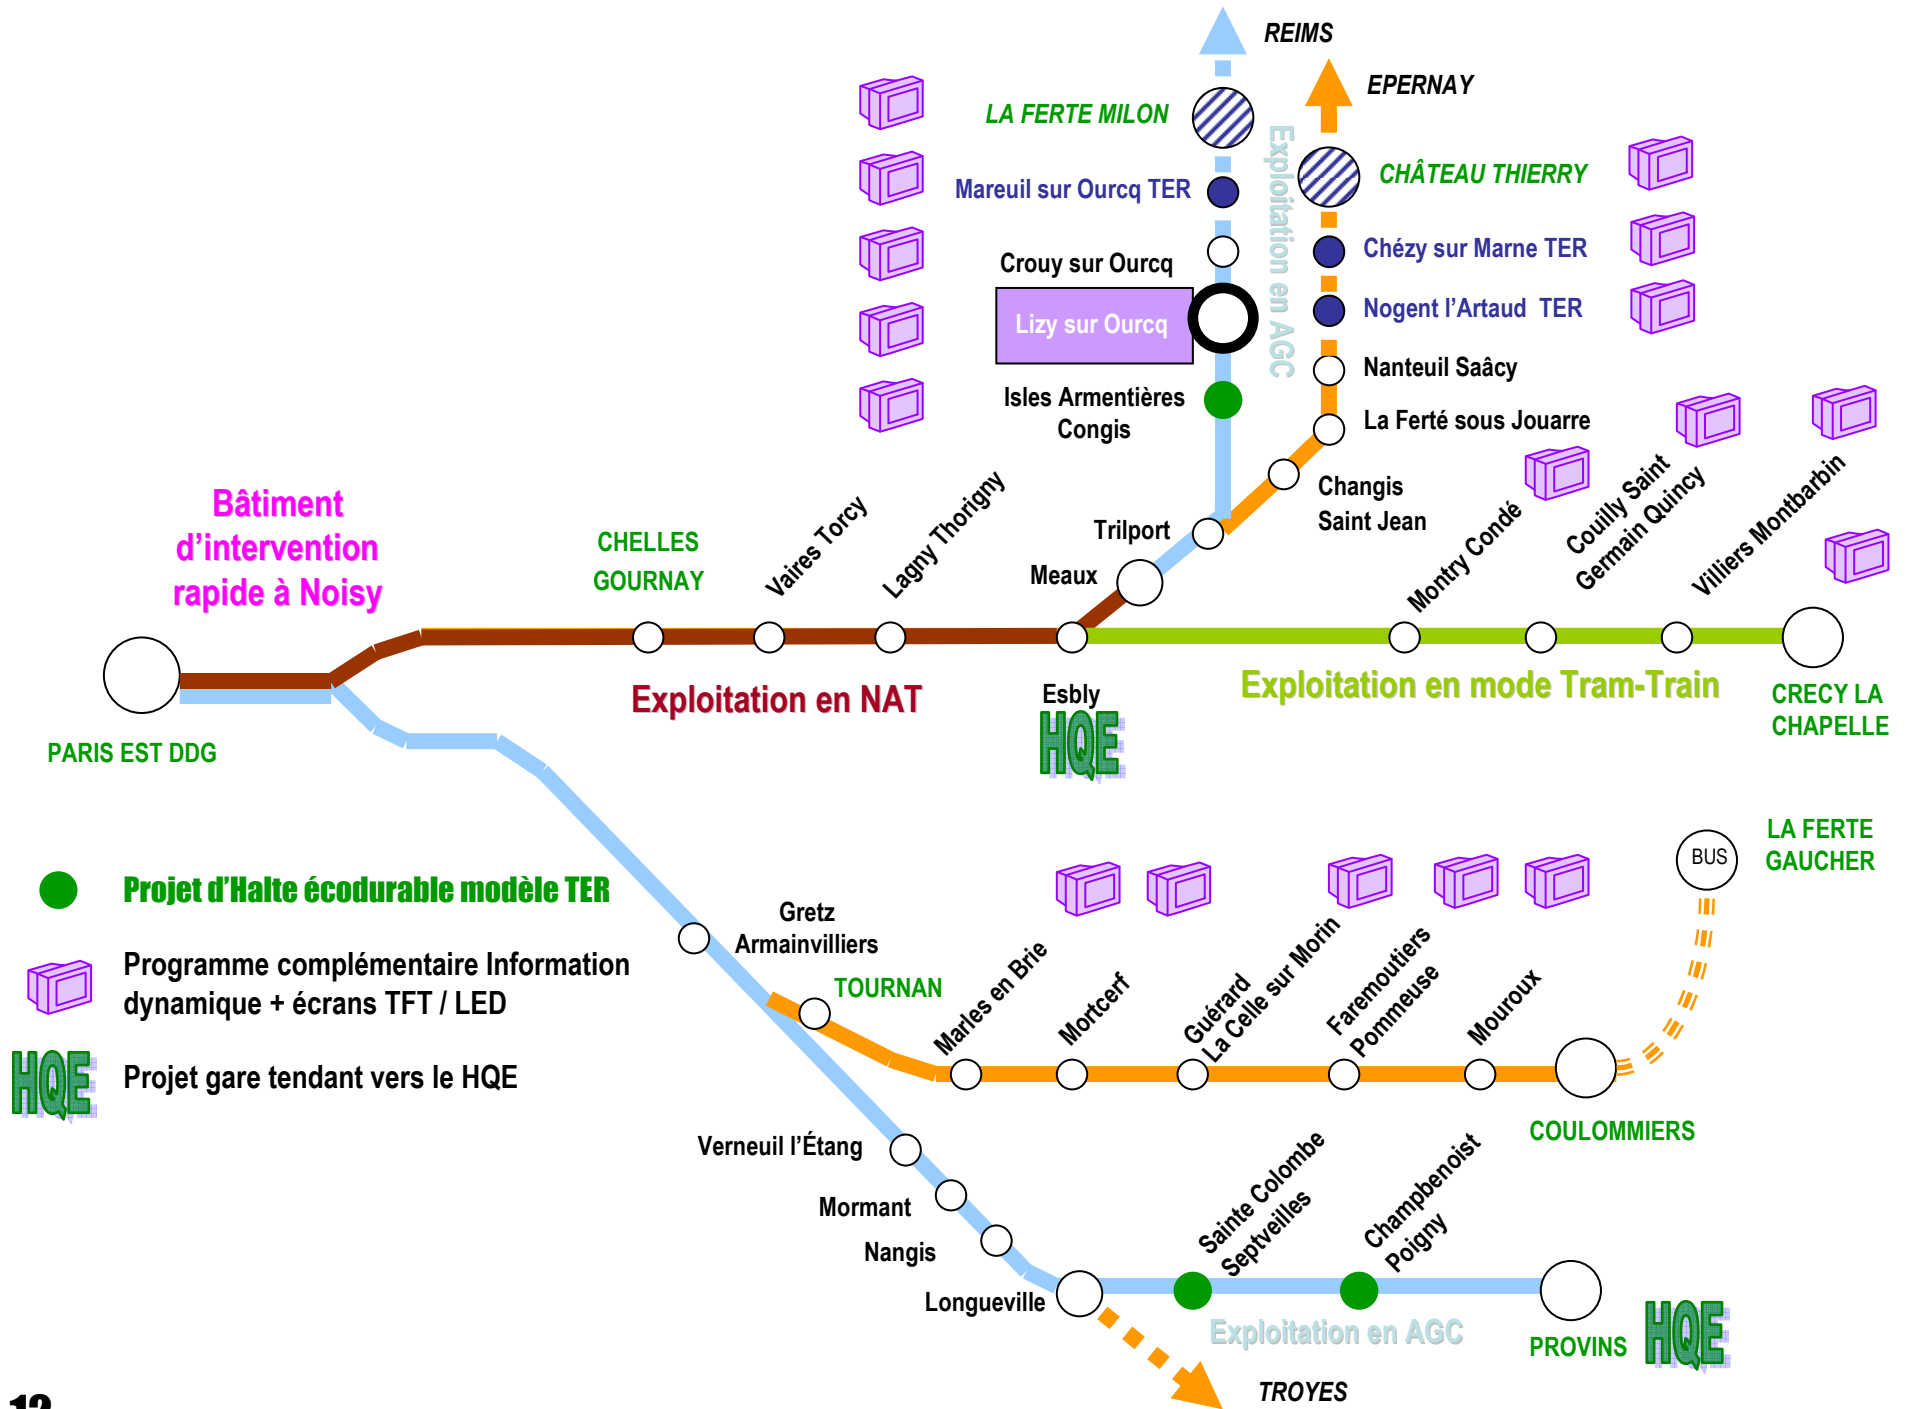 REIMS
EPERNAY
LA FERTE MILON
Mareuil sur Ourcq TER
Crouy sur Ourcq
Lizy sur Ourcq
Isles Armentières
Congis
Exploitation en AGC
CHÂTEAU THIERRY
Chézy sur Marne TER
Nogent l'Artaud TER
Nanteuil Saâcy
La Ferté sous Jouarre
Changis
Saint Jean
Trilport
Meaux
Bâtiment
d'intervention
rapide à Noisy
CHELLES
GOURNAY
Vaires Torcy
Lagny Thorigny
Montry Condé
Couilly Saint
Germain Quincy
Villiers Montbarbin
Exploitation en NAT
Esbly
HQE
Exploitation en mode Tram-Train
CRECY LA
CHAPELLE
PARIS EST DDG
LA FERTE
GAUCHER
BUS
Projet d'Halte écodurable modèle TER
Programme complémentaire Information
dynamique + écrans TFT / LED
HQE
Projet gare tendant vers le HQE
Gretz
Armainvilliers
TOURNAN
Marles en Brie
Mortcerf
Guérard
La Celle sur Morin
Faremoutiers
Pommeuse
Mouroux
COULOMMIERS
Verneuil l'Étang
Mormant
Nangis
Longueville
Sainte Colombe
Septveilles
Champbenoist
Poigny
Exploitation en AGC
PROVINS
HQE
TROYES
12